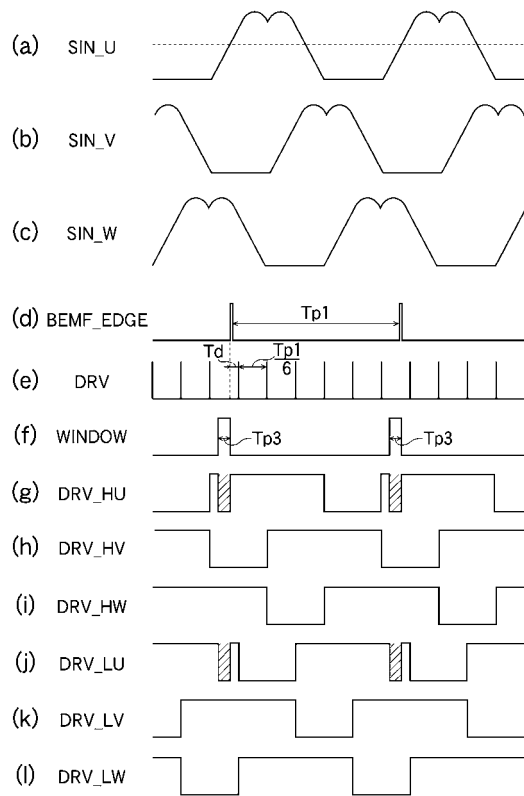 (a) SIN_U
(b) SIN_V
(c) SIN_W
(d) BEMF_EDGE Tp1
Td Tp1/6
(e) DRV
(f) WINDOW Tp3 Tp3
(g) DRV_HU
(h) DRV_HV
(i) DRV_HW
(j) DRV_LU
(k) DRV_LV
(l) DRV_LW